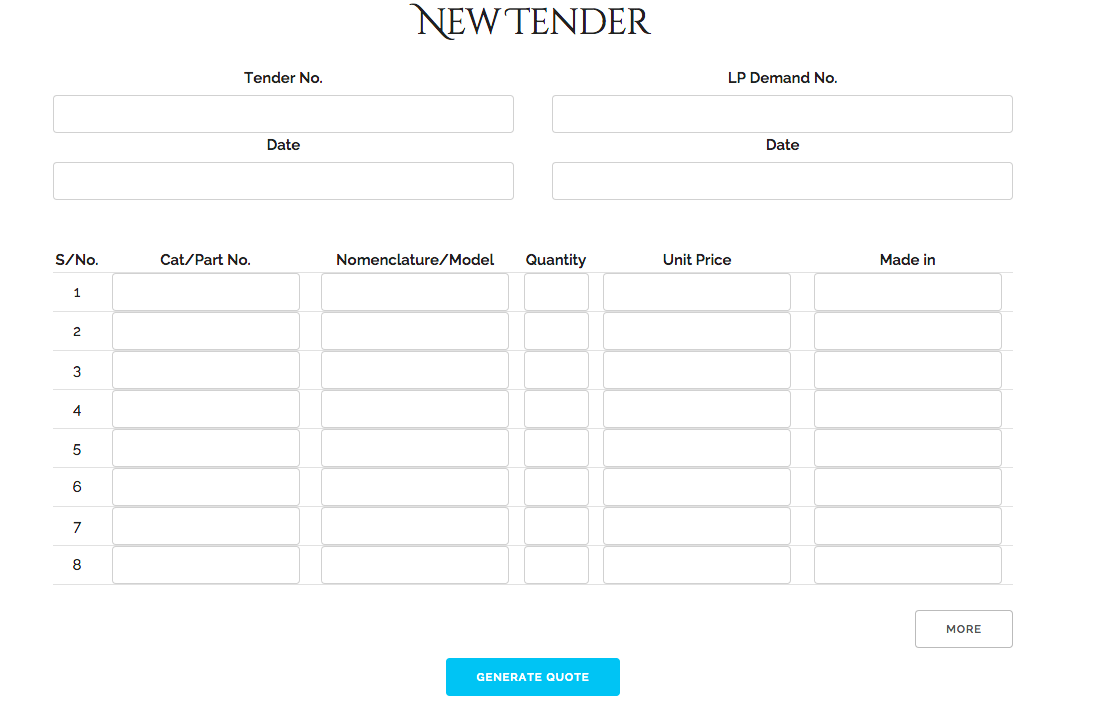 New Tender
Tender No. LP Demand No.
Date Date
S/No. Cat/Part No. Nomenclature/Model Quantity Unit Price Made in
1
2
3
4
5
6
7
8
MORE
GENERATE QUOTE